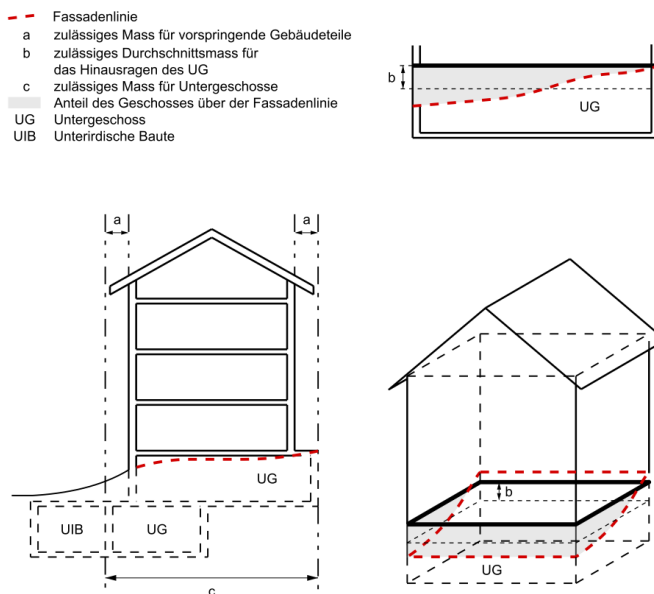 Fassadenlinie
a zulässiges Mass für vorspringende Gebäudeteile
b zulässiges Durchschnittsmass für
das Hinausragen des UG
c zulässiges Mass für Untergeschosse
Anteil des Geschosses über der Fassadenlinie
UG Untergeschoss
UIB Unterirdische Baute
b
UG
a a
UG
UIB UG
c
b
UG